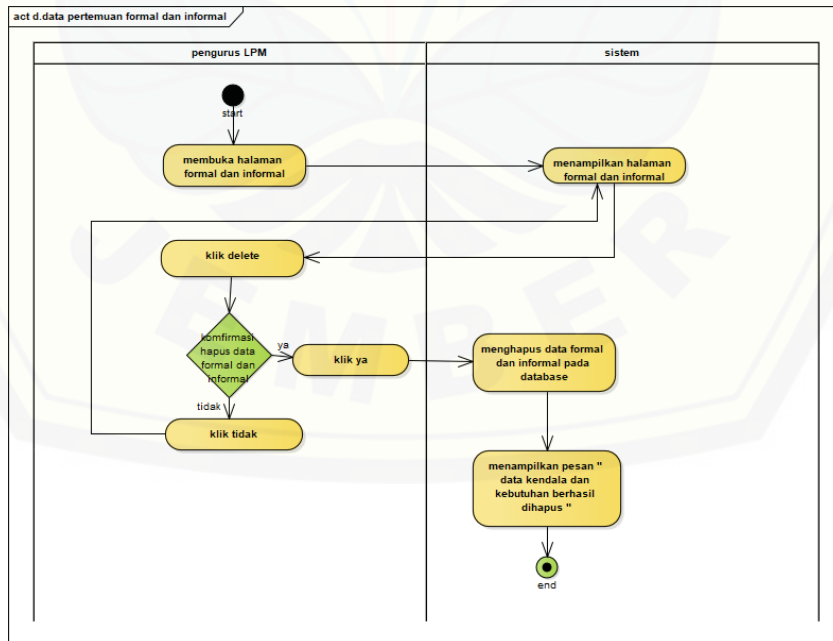 act d.data pertemuan formal dan informal
pengurus LPM
sistem
start
membuka halaman
formal dan informal
menampilkan halaman
formal dan informal
klik delete
komfirmasi
hapus data
formal dan
informal
ya
klik ya
menghapus data formal
dan informal pada
database
tidak
klik tidak
menampilkan pesan "
data kendala dan
kebutuhan berhasil
dihapus "
end
JEMBER